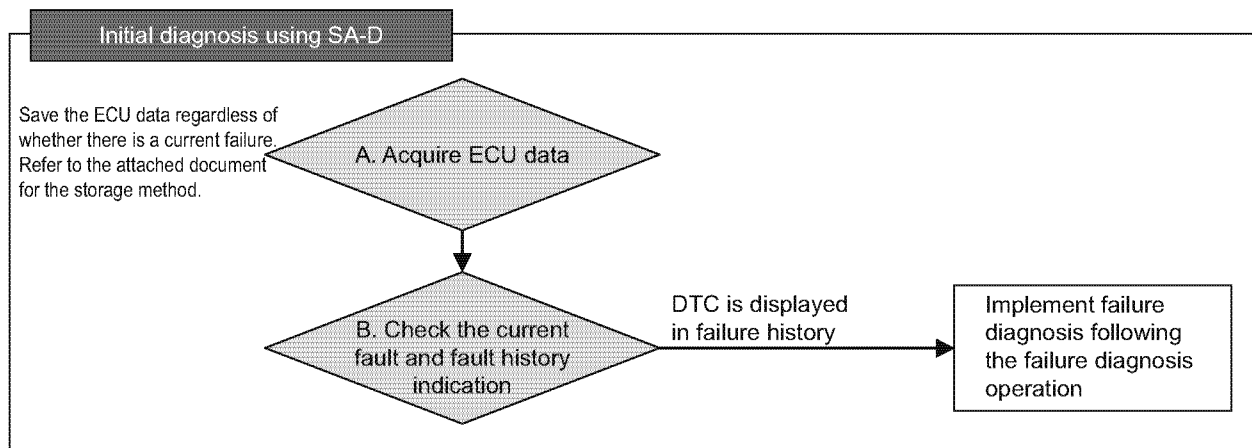 Initial diagnosis using SA-D
Save the ECU data regardless of
whether there is a current failure.
Refer to the attached document
for the storage method.
A. Acquire ECU data
B. Check the current
fault and fault history
indication
DTC is displayed
in failure history
Implement failure
diagnosis following
the failure diagnosis
operation